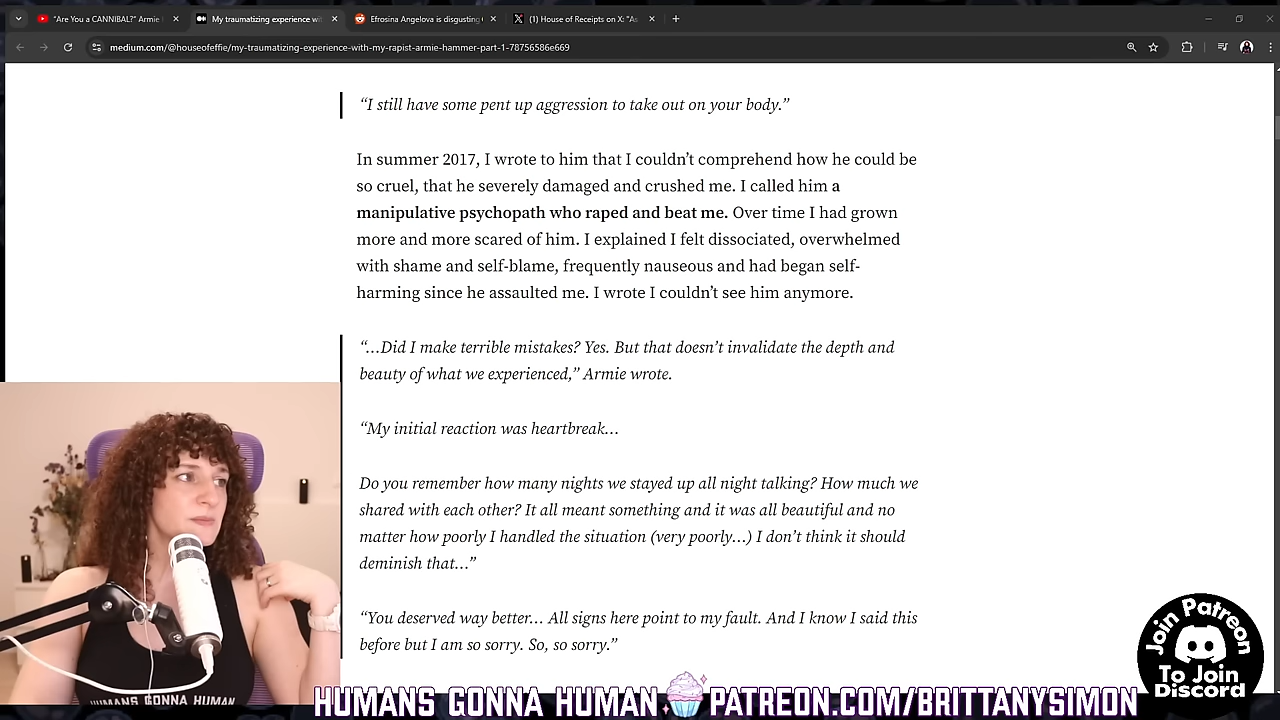 "Are You a CANNIBAL?" Armie
My traumatizing experience wi
Efrosina Angelova is disgusting
(1) House of Receipts on X: "As
medium.com/@houseofeffie/my-traumatizing-experience-with-my-rapist-armie-hammer-part-1-78756586e669
“I still have some pent up aggression to take out on your body.”
In summer 2017, I wrote to him that I couldn’t comprehend how he could be
so cruel, that he severely damaged and crushed me. I called him a
manipulative psychopath who raped and beat me. Over time I had grown
more and more scared of him. I explained I felt dissociated, overwhelmed
with shame and self-blame, frequently nauseous and had began self-
harming since he assaulted me. I wrote I couldn’t see him anymore.
“…Did I make terrible mistakes? Yes. But that doesn’t invalidate the depth and
beauty of what we experienced,” Armie wrote.
“My initial reaction was heartbreak…
Do you remember how many nights we stayed up all night talking? How much we
shared with each other? It all meant something and it was all beautiful and no
matter how poorly I handled the situation (very poorly…) I don’t think it should
deminish that…”
“You deserved way better… All signs here point to my fault. And I know I said this
before but I am so sorry. So, so sorry.”
HUMANS GONNA HUMAN
Join Patreon
To Join
Discord
HUMANS GONNA HUMAN PATREON.COM/BRITTANYSIMON